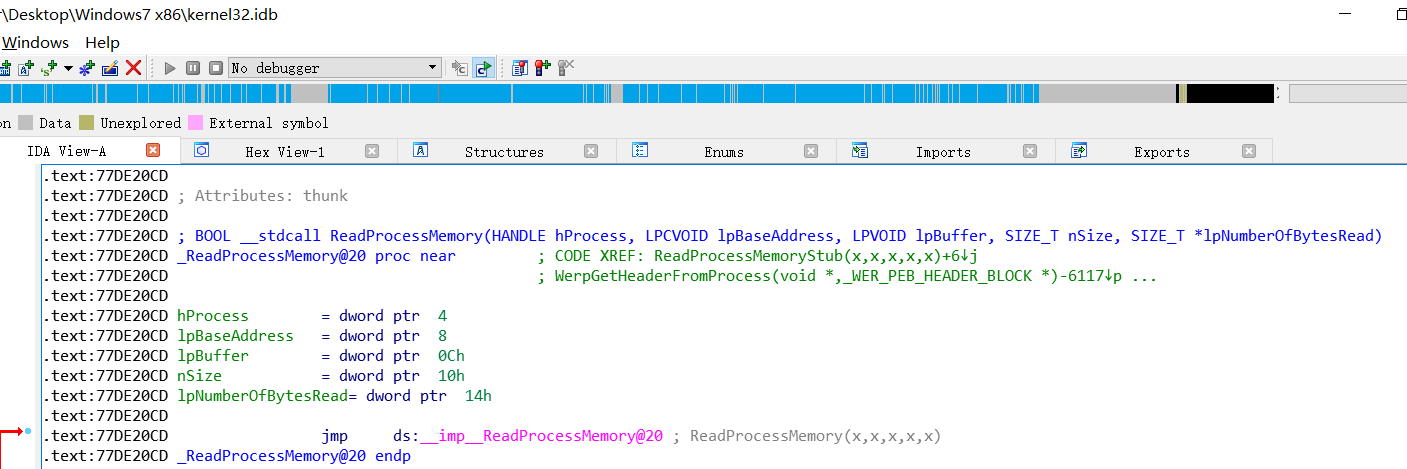 r\Desktop\Windows7 x86\kernel32.idb
Windows Help
No debugger
on Data Unexplored External symbol
IDA View-A Hex View-1 Structures Enums Imports Exports
.text:77DE20CD
.text:77DE20CD ; Attributes: thunk
.text:77DE20CD
.text:77DE20CD ; BOOL __stdcall ReadProcessMemory(HANDLE hProcess, LPCVOID lpBaseAddress, LPVOID lpBuffer, SIZE_T nSize, SIZE_T *lpNumberOfBytesRead)
.text:77DE20CD _ReadProcessMemory@20 proc near ; CODE XREF: ReadProcessMemoryStub(x,x,x,x,x)+6↓j
.text:77DE20CD ; WerpGetHeaderFromProcess(void *,_WER_PEB_HEADER_BLOCK *)-6117↓p ...
.text:77DE20CD
.text:77DE20CD hProcess = dword ptr 4
.text:77DE20CD lpBaseAddress = dword ptr 8
.text:77DE20CD lpBuffer = dword ptr 0Ch
.text:77DE20CD nSize = dword ptr 10h
.text:77DE20CD lpNumberOfBytesRead= dword ptr 14h
.text:77DE20CD
.text:77DE20CD jmp ds:__imp__ReadProcessMemory@20 ; ReadProcessMemory(x,x,x,x,x)
.text:77DE20CD _ReadProcessMemory@20 endp